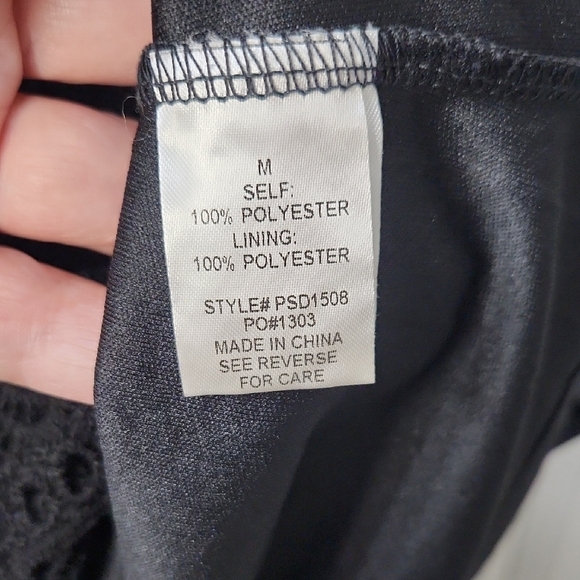 M
SELF:
100% POLYESTER
LINING:
100% POLYESTER
STYLE# PSD1508
PO#1303
MADE IN CHINA
SEE REVERSE
FOR CARE